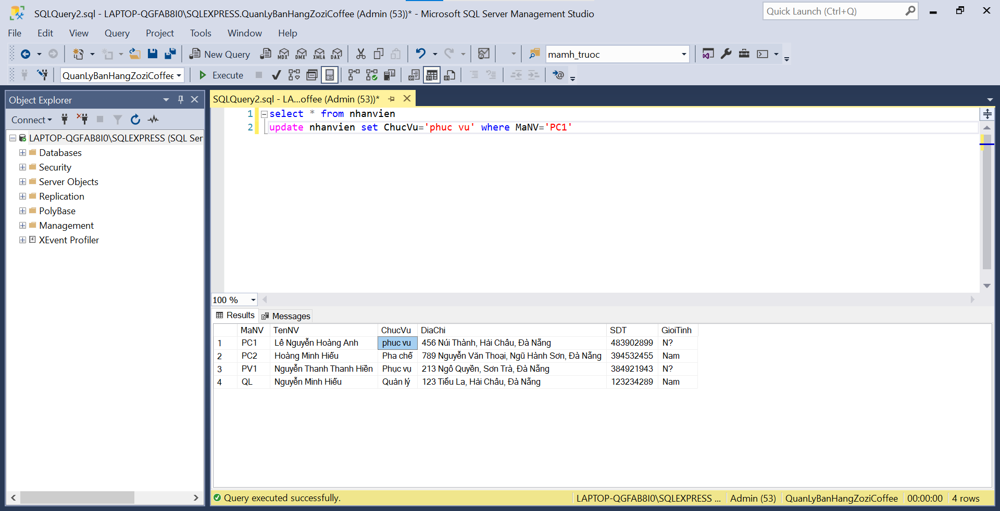 SQLQuery2.sql - LAPTOP-QGFAB8I0\SQLEXPRESS.QuanLyBanHangZoziCoffee (Admin (53))* - Microsoft SQL Server Management Studio
Quick Launch (Ctrl+Q)
File Edit View Query Project Tools Window Help
New Query MDX DMX XMLA DAX mamh_truoc
QuanLyBanHangZoziCoffee Execute
Object Explorer
SQLQuery2.sql - LA...offee (Admin (53))*
Connect
LAPTOP-QGFAB8I0\SQLEXPRESS (SQL Ser
Databases
Security
Server Objects
Replication
PolyBase
Management
XEvent Profiler
1 select * from nhanvien
2 update nhanvien set ChucVu='phuc vu' where MaNV='PC1'
100 %
Results Messages
MaNV TenNV ChucVu DiaChi SDT GioiTinh
1 PC1 Lê Nguyễn Hoàng Anh phuc vu 456 Núi Thành, Hải Châu, Đà Nẵng 483902899 N?
2 PC2 Hoàng Minh Hiếu Pha chế 789 Nguyễn Văn Thoại, Ngũ Hành Sơn, Đà Nẵng 394532455 Nam
3 PV1 Nguyễn Thanh Thanh Hiền Phục vụ 213 Ngô Quyền, Sơn Trà, Đà Nẵng 384921943 N?
4 QL Nguyễn Minh Hiếu Quản lý 123 Tiểu La, Hải Châu, Đà Nẵng 123234289 Nam
Query executed successfully.
LAPTOP-QGFAB8I0\SQLEXPRESS ... Admin (53) QuanLyBanHangZoziCoffee 00:00:00 4 rows